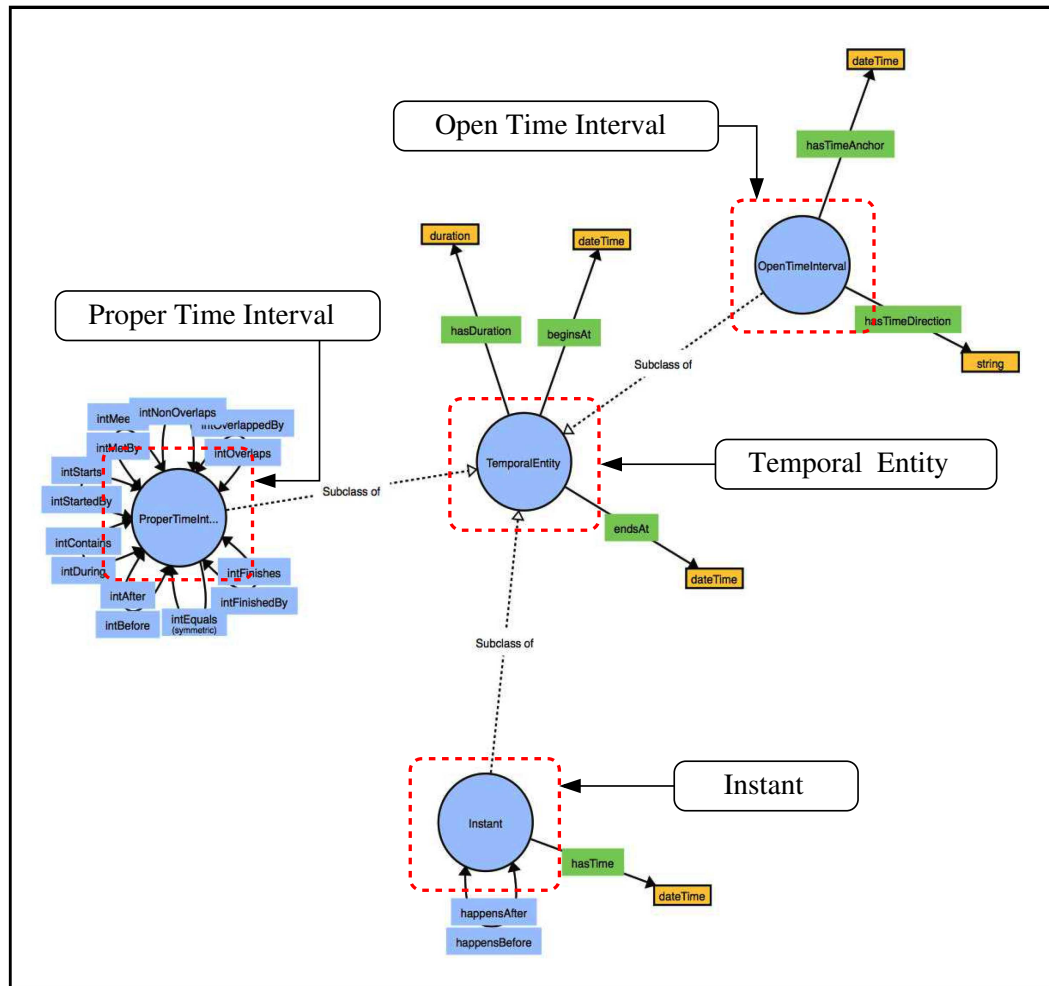 dateTime
Open Time Interval
hasTimeAnchor
duration
dateTime
OpenTimeInterval
Proper Time Interval
hasDuration
beginsAt
hasTimeDirection
Subclass of
string
intNonOverlaps
intOverlappedBy
intMetBy
intOverlaps
intStarts
TemporalEntity
Temporal Entity
Subclass of
intStartedBy
ProperTimeInt...
endsAt
intContains
intDuring
intFinishes
dateTime
intAfter
intFinishedBy
intBefore
intEquals
(symmetric)
Subclass of
Instant
Instant
hasTime
dateTime
happensAfter
happensBefore